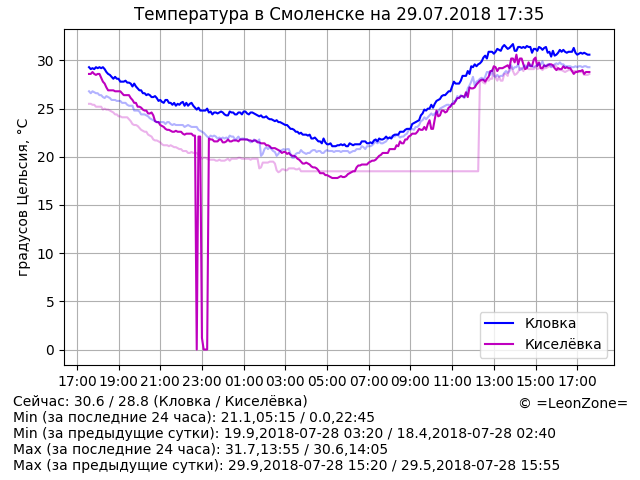 Температура в Смоленске на 29.07.2018 17:35
градусов Цельсия, °C
30
25
20
15
10
5
0
Кловка
Киселёвка
17:00 19:00 21:00 23:00 01:00 03:00 05:00 07:00 09:00 11:00 13:00 15:00 17:00
Сейчас: 30.6 / 28.8 (Кловка / Киселёвка)
© =LeonZone=
Min (за последние 24 часа): 21.1,05:15 / 0.0,22:45
Min (за предыдущие сутки): 19.9,2018-07-28 03:20 / 18.4,2018-07-28 02:40
Max (за последние 24 часа): 31.7,13:55 / 30.6,14:05
Max (за предыдущие сутки): 29.9,2018-07-28 15:20 / 29.5,2018-07-28 15:55